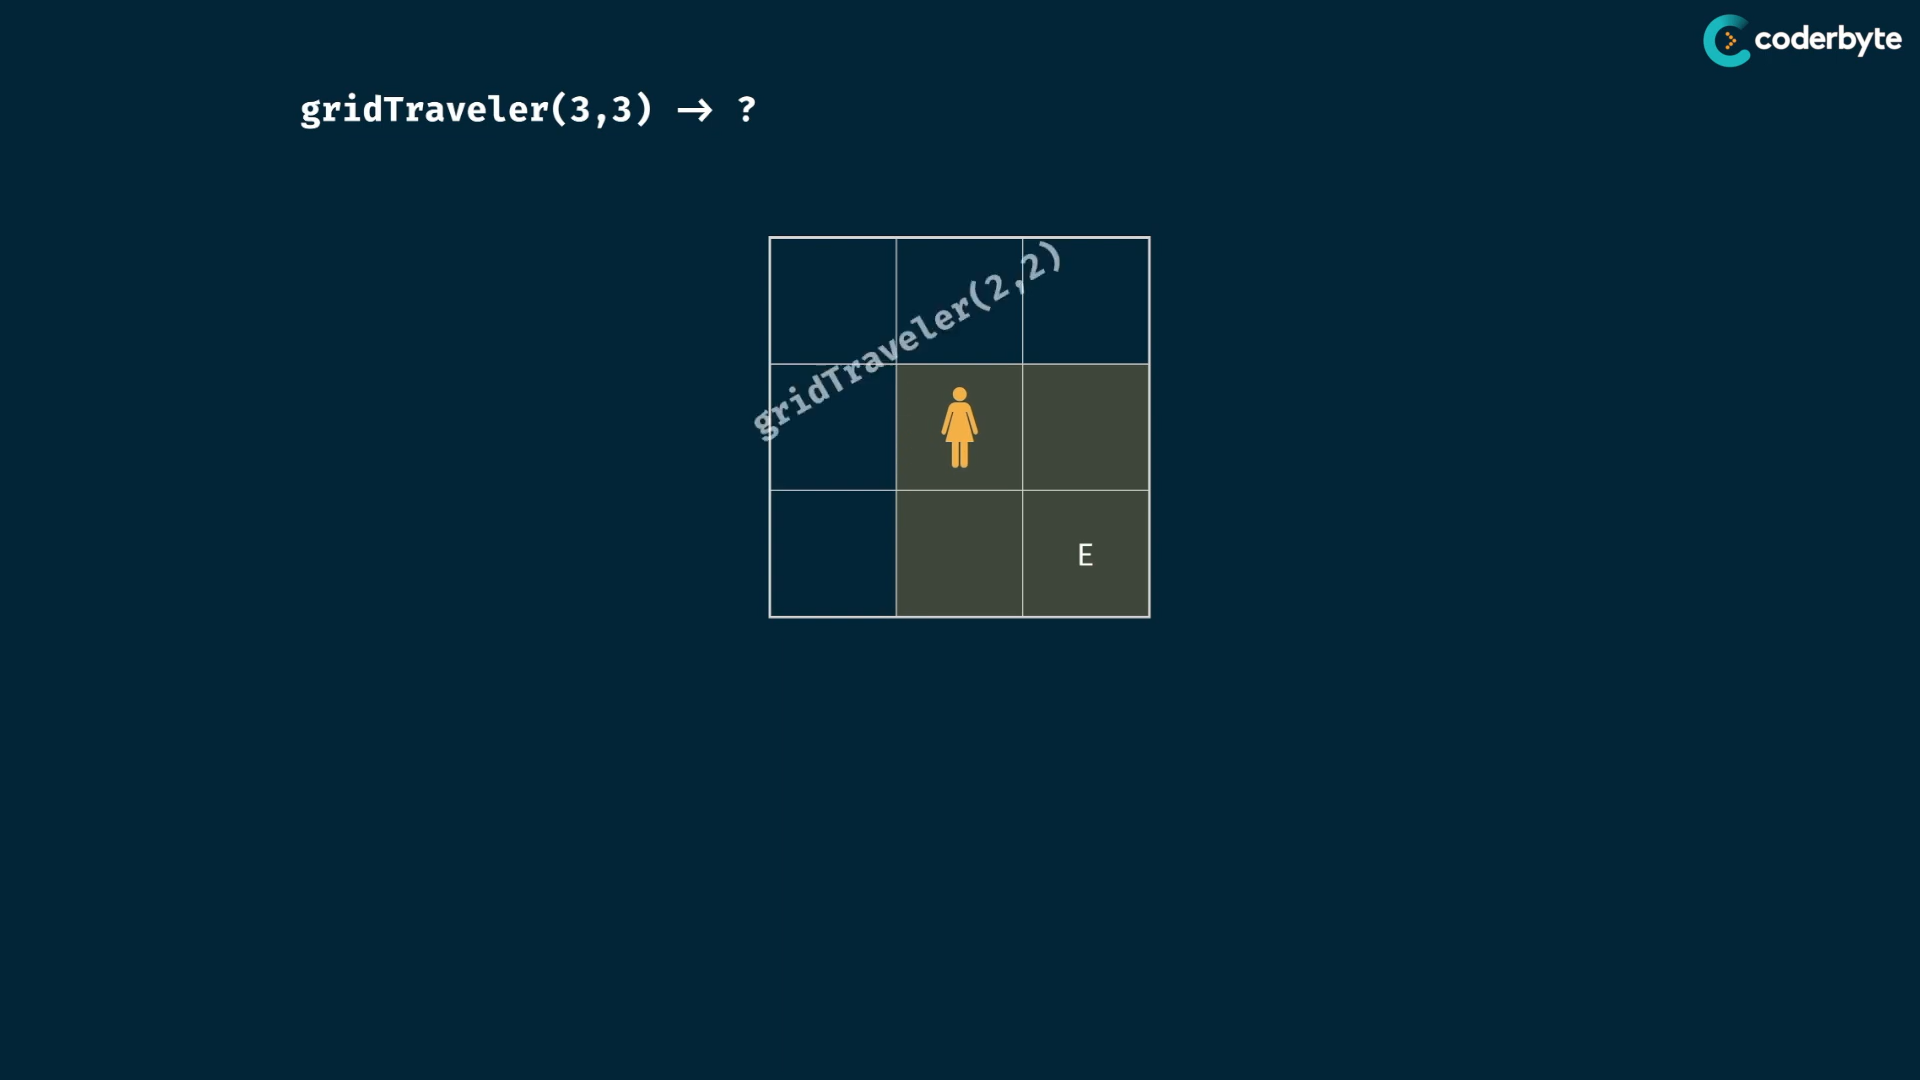 coderbyte
gridTraveler(3,3) → ?
gridTraveler(2,2)
E